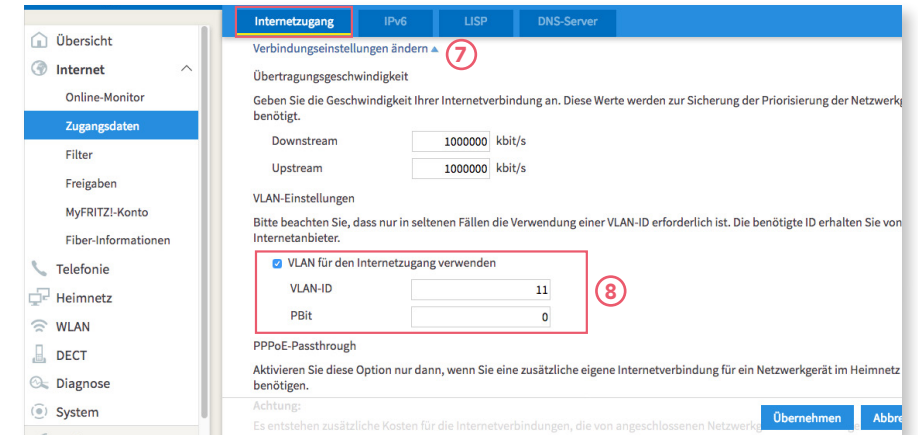 Übersicht
Internet
Online-Monitor
Zugangsdaten
Filter
Freigaben
MyFRITZ!-Konto
Fiber-Informationen
Telefonie
Heimnetz
WLAN
DECT
Diagnose
System
Internetzugang IPv6 LISP DNS-Server
Verbindungseinstellungen ändern
7
Übertragungsgeschwindigkeit
Geben Sie die Geschwindigkeit Ihrer Internetverbindung an. Diese Werte werden zur Sicherung der Priorisierung der
benötigt.
Downstream 1000000 kbit/s
Upstream 1000000 kbit/s
VLAN-Einstellungen
Bitte beachten Sie, dass nur in seltenen Fällen die Verwendung einer VLAN-ID erforderlich ist. Die benötigte ID erhalten Sie von
Internetanbieter.
VLAN für den Internetzugang verwenden
VLAN-ID 11
8
PBit 0
PPPoE-Passthrough
Aktivieren Sie diese Option nur dann, wenn Sie eine zusätzliche eigene Internetverbindung für ein Netzwerkgerät im Heimnetz
benötigen.
Achtung:
Es entstehen zusätzliche Kosten für die Internetverbindungen, die von angeschlossenen
Übernehmen Abbre